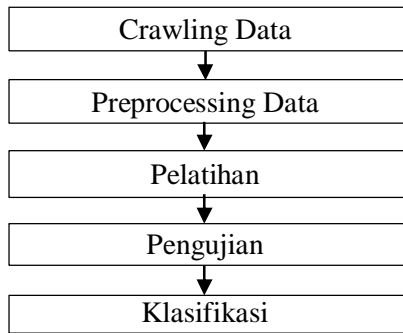 Crawling Data
Preprocessing Data
Pelatihan
Pengujian
Klasifikasi